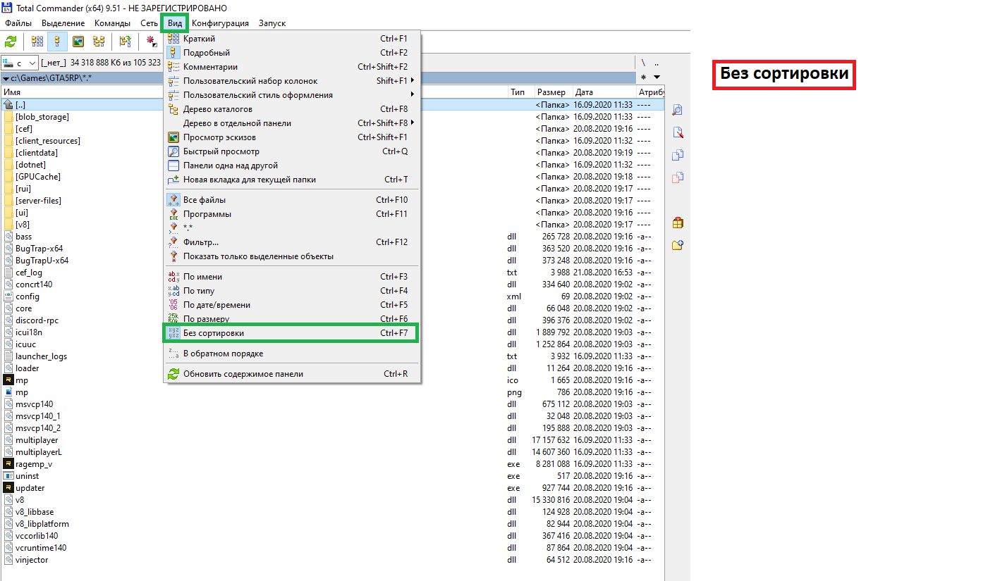 Total Commander (x64) 9.51 - НЕ ЗАРЕГИСТРИРОВАНО
Файлы Выделение Команды Сеть Вид Конфигурация Запуск
c [_нет_] 34 318 888 Кб из 105 323 \ ..
c:\Games\GTA5RP\*.* * 
Имя Тип Размер Дата Атрибу
Краткий Ctrl+F1
Подробный Ctrl+F2
Комментарии Ctrl+Shift+F2
Пользовательский набор колонок Shift+F1
Пользовательский стиль оформления
Дерево каталогов Ctrl+F8
Дерево в отдельной панели Ctrl+Shift+F8
Просмотр эскизов Ctrl+Shift+F1
Быстрый просмотр Ctrl+Q
Панели одна над другой
Новая вкладка для текущей папки Ctrl+T
Все файлы Ctrl+F10
Программы Ctrl+F11
*.*
Фильтр... Ctrl+F12
Показать только выделенные объекты
По имени Ctrl+F3
По типу Ctrl+F4
По дате/времени Ctrl+F5
По размеру Ctrl+F6
Без сортировки Ctrl+F7
В обратном порядке
Обновить содержимое панели Ctrl+R
[..] <Папка> 16.09.2020 11:33 ----
[blob_storage] <Папка> 16.09.2020 11:33 ----
[cef] <Папка> 20.08.2020 19:16 ----
[client_resources] <Папка> 16.09.2020 11:32 ----
[clientdata] <Папка> 20.08.2020 19:19 ----
[dotnet] <Папка> 16.09.2020 11:32 ----
[GPUCache] <Папка> 20.08.2020 19:18 ----
[rui] <Папка> 20.08.2020 19:17 ----
[server-files] <Папка> 20.08.2020 19:17 ----
[ui] <Папка> 20.08.2020 19:16 ----
[v8] <Папка> 20.08.2020 19:17 ----
bass dll 265 728 20.08.2020 19:16 -a--
BugTrap-x64 dll 363 520 20.08.2020 19:16 -a--
BugTrapU-x64 dll 373 248 20.08.2020 19:16 -a--
cef_log txt 3 988 21.08.2020 16:53 -a--
concrt140 dll 334 640 20.08.2020 19:02 -a--
config xml 69 20.08.2020 19:02 -a--
core dll 66 048 20.08.2020 19:02 -a--
discord-rpc dll 396 376 20.08.2020 19:02 -a--
icui18n dll 1 889 792 20.08.2020 19:03 -a--
icuuc dll 1 252 864 20.08.2020 19:03 -a--
launcher_logs txt 3 932 16.09.2020 11:33 -a--
loader dll 11 264 20.08.2020 19:16 -a--
mp ico 1 665 20.08.2020 19:16 -a--
mp png 786 20.08.2020 19:16 -a--
msvcp140 dll 675 112 20.08.2020 19:03 -a--
msvcp140_1 dll 32 048 20.08.2020 19:03 -a--
msvcp140_2 dll 195 888 20.08.2020 19:03 -a--
multiplayer dll 17 157 632 16.09.2020 11:33 -a--
multiplayerL dll 14 607 360 16.09.2020 11:33 -a--
ragemp_v exe 8 281 088 16.09.2020 11:33 -a--
uninst exe 517 20.08.2020 19:16 -a--
updater exe 927 744 20.08.2020 19:16 -a--
v8 dll 15 330 816 20.08.2020 19:04 -a--
v8_libbase dll 124 928 20.08.2020 19:04 -a--
v8_libplatform dll 82 944 20.08.2020 19:04 -a--
vccorlib140 dll 367 416 20.08.2020 19:04 -a--
vcruntime140 dll 87 864 20.08.2020 19:04 -a--
vinjector dll 64 512 20.08.2020 19:16 -a--
Без сортировки